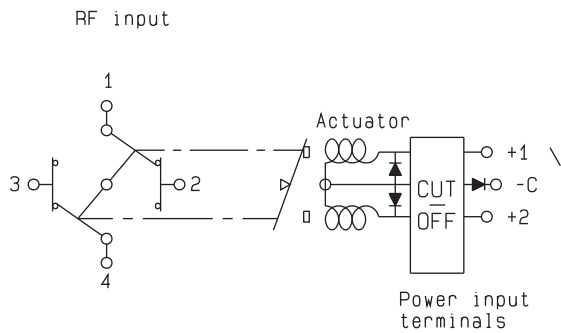 RF input
1
Actuator
+1
3
2
CUT
-C
OFF
+2
4
Power input
terminals